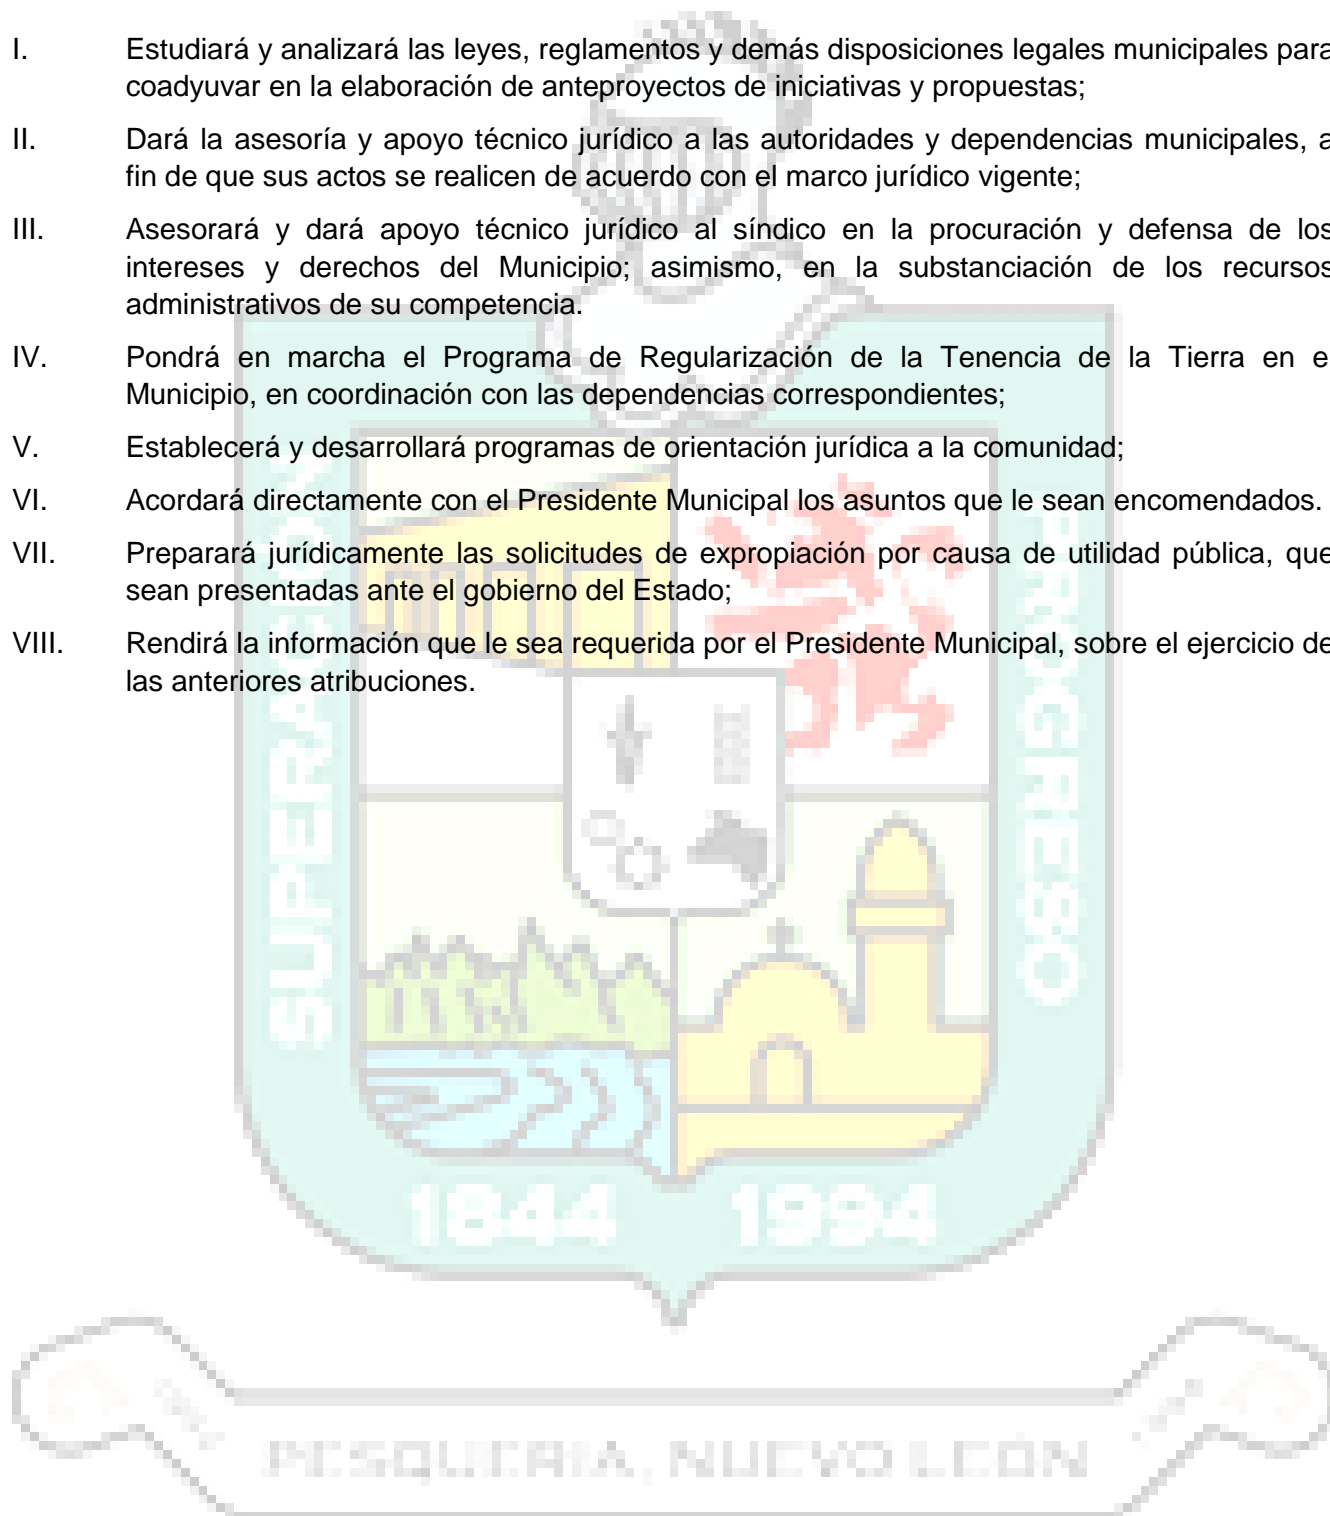 I. Estudiará y analizará las leyes, reglamentos y demás disposiciones legales municipales para
coadyuvar en la elaboración de anteproyectos de iniciativas y propuestas;
II. Dará la asesoría y apoyo técnico jurídico a las autoridades y dependencias municipales, a
fin de que sus actos se realicen de acuerdo con el marco jurídico vigente;
III. Asesorará y dará apoyo técnico jurídico al síndico en la procuración y defensa de los
intereses y derechos del Municipio; asimismo, en la substanciación de los recursos
administrativos de su competencia.
IV. Pondrá en marcha el Programa de Regularización de la Tenencia de la Tierra en e
Municipio, en coordinación con las dependencias correspondientes;
V. Establecerá y desarrollará programas de orientación jurídica a la comunidad;
VI. Acordará directamente con el Presidente Municipal los asuntos que le sean encomendados.
VII. Preparará jurídicamente las solicitudes de expropiación por causa de utilidad pública, que
sean presentadas ante el gobierno del Estado;
VIII. Rendirá la información que le sea requerida por el Presidente Municipal, sobre el ejercicio de
las anteriores atribuciones.
SUPERACIÓN
PROGRESO
1844 1994
PESQUERIA, NUEVO LEÓN